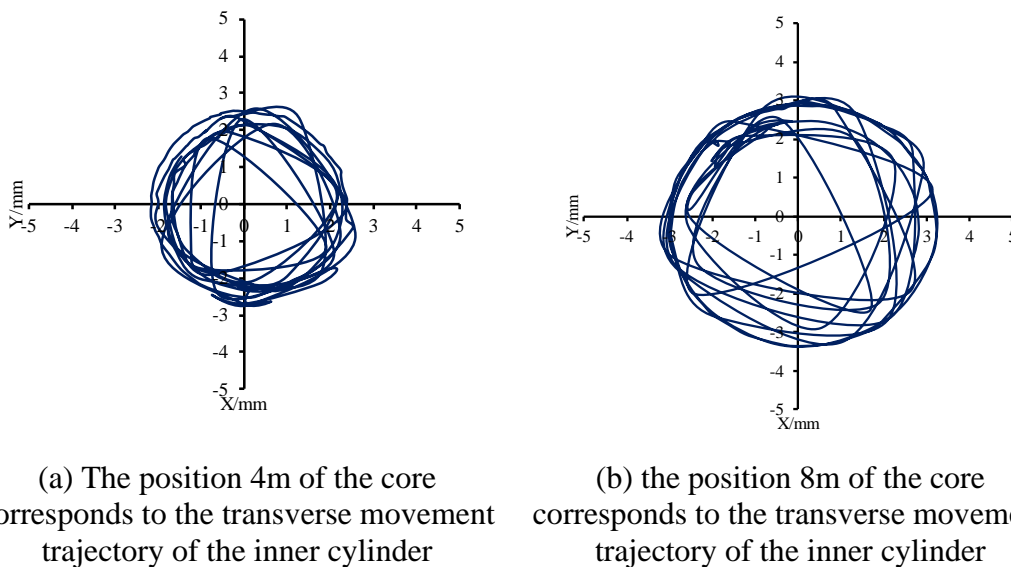 5
4
3
2
1
Y/mm
-5 -4 -3 -2 -1 0 1 2 3 4 5
-1
-2
-3
-4
-5
X/mm
(a) The position 4m of the core
orresponds to the transverse movement
trajectory of the inner cylinder
5
4
3
2
1
Y/mm
-5 -4 -3 -2 -1 0 1 2 3 4 5
-1
-2
-3
-4
-5
X/mm
(b) the position 8m of the core
corresponds to the transverse moveme
trajectory of the inner cylinder